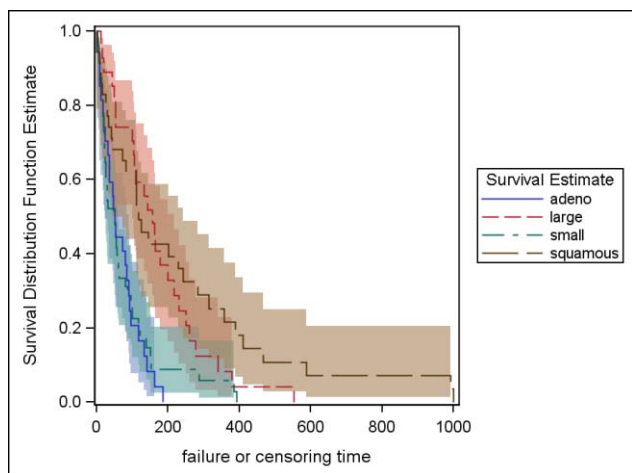 Survival Distribution Function Estimate
1.0
0.8
0.6
0.4
0.2
0.0
0 200 400 600 800 1000
failure or censoring time
Survival Estimate
adeno
large
small
squamous